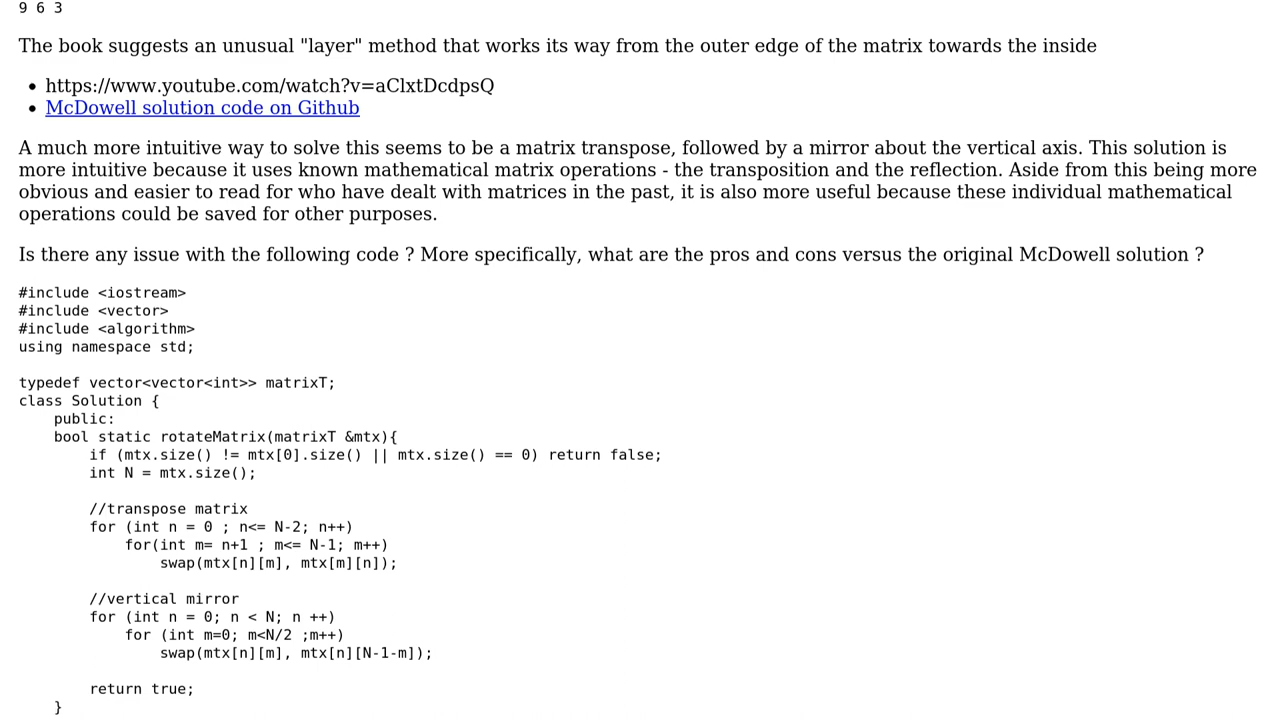 9 6 3
The book suggests an unusual "layer" method that works its way from the outer edge of the matrix towards the inside
• https://www.youtube.com/watch?v=aClxtDcdpsQ
• McDowell solution code on Github
A much more intuitive way to solve this seems to be a matrix transpose, followed by a mirror about the vertical axis. This solution is
more intuitive because it uses known mathematical matrix operations - the transposition and the reflection. Aside from this being more
obvious and easier to read for who have dealt with matrices in the past, it is also more useful because these individual mathematical
operations could be saved for other purposes.
Is there any issue with the following code ? More specifically, what are the pros and cons versus the original McDowell solution ?
#include <iostream>
#include <vector>
#include <algorithm>
using namespace std;
typedef vector<vector<int>> matrixT;
class Solution {
    public:
    bool static rotateMatrix(matrixT &mtx){
        if (mtx.size() != mtx[0].size() || mtx.size() == 0) return false;
        int N = mtx.size();
        //transpose matrix
        for (int n = 0 ; n<= N-2; n++)
            for(int m= n+1 ; m<= N-1; m++)
                swap(mtx[n][m], mtx[m][n]);
        //vertical mirror
        for (int n = 0; n < N; n ++)
            for (int m=0; m<N/2 ;m++)
                swap(mtx[n][m], mtx[n][N-1-m]);
        return true;
    }